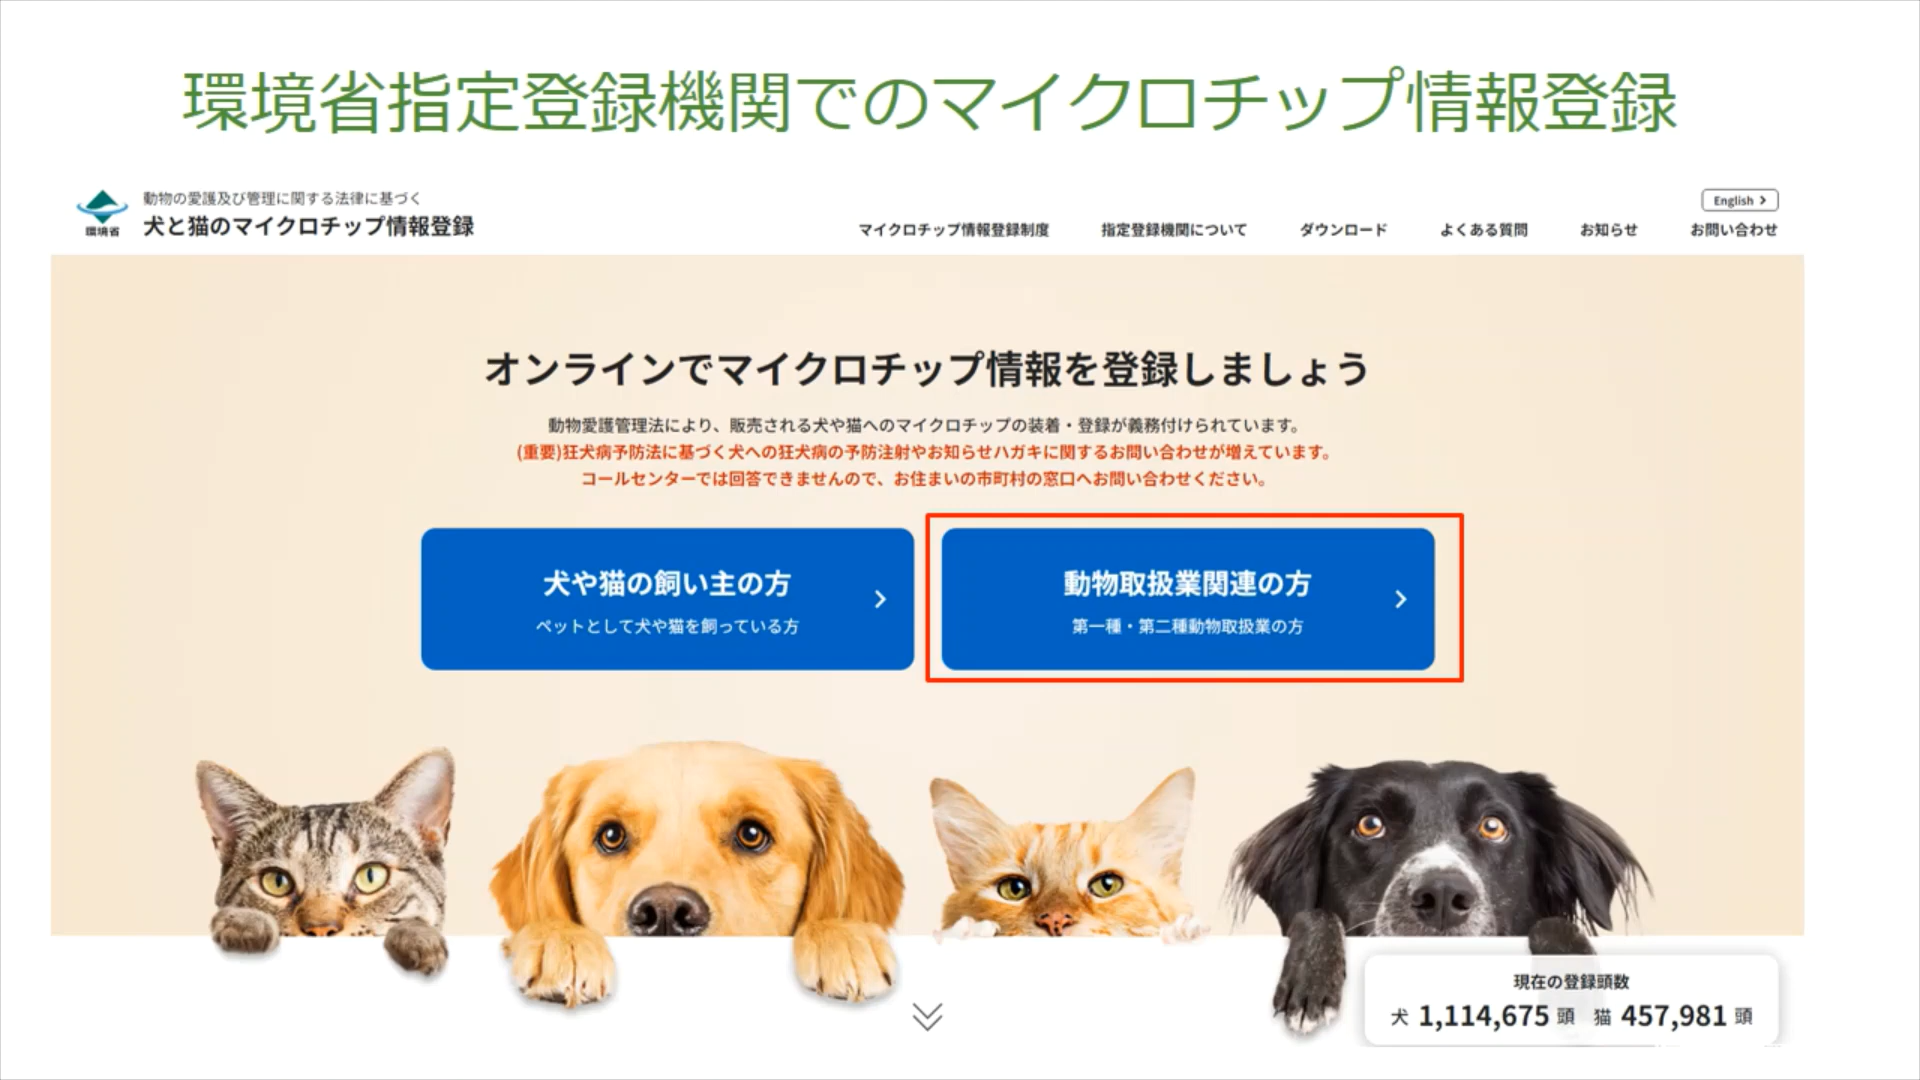 環境省指定登録機関でのマイクロチップ情報登録
動物の愛護及び管理に関する法律に基づく
環境省
犬と猫のマイクロチップ情報登録
English
マイクロチップ情報登録制度
指定登録機関について
ダウンロード
よくある質問
お知らせ
お問い合わせ
オンラインでマイクロチップ情報を登録しましょう
動物愛護管理法により、販売される犬や猫へのマイクロチップの装着・登録が義務付けられています。
(重要)狂犬病予防法に基づく犬への狂犬病の予防注射やお知らせハガキに関するお問い合わせが増えています。
コールセンターでは回答できませんので、お住まいの市町村の窓口へお問い合わせください。
犬や猫の飼い主の方
ペットとして犬や猫を飼っている方
動物取扱業関連の方
第一種・第二種動物取扱業の方
現在の登録頭数
犬 1,114,675 頭 猫 457,981 頭